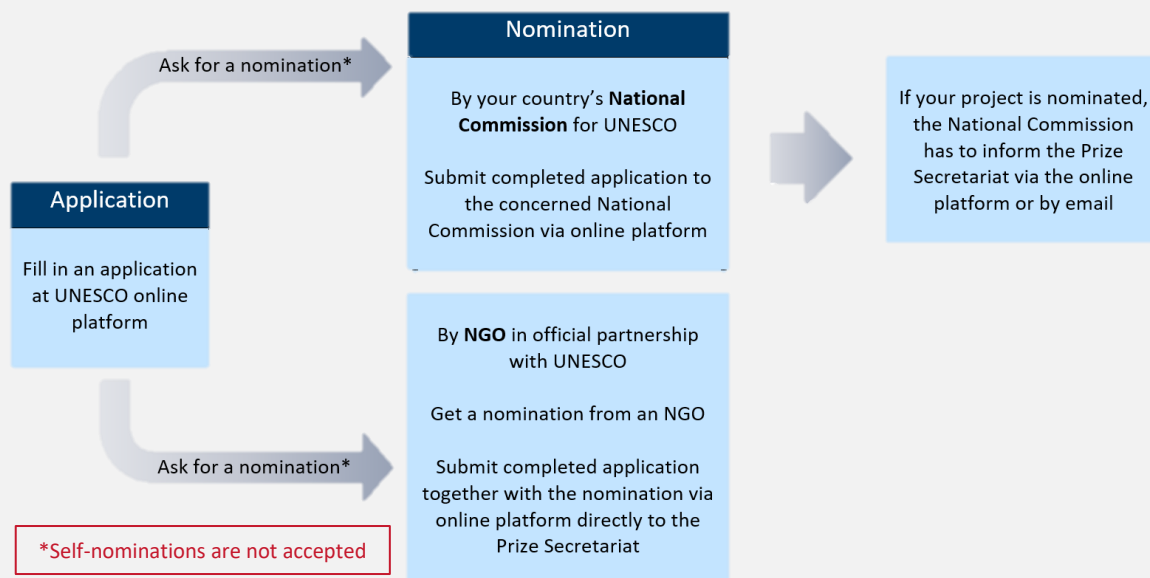 Application
Fill in an application
at UNESCO online
platform
Ask for a nomination*
Nomination
By your country's National
Commission for UNESCO
Submit completed application to
the concerned National
Commission via online platform
If your project is nominated,
the National Commission
has to inform the Prize
Secretariat via the online
platform or by email
Ask for a nomination*
By NGO in official partnership
with UNESCO
Get a nomination from an NGO
Submit completed application
together with the nomination via
online platform directly to the
Prize Secretariat
*Self-nominations are not accepted